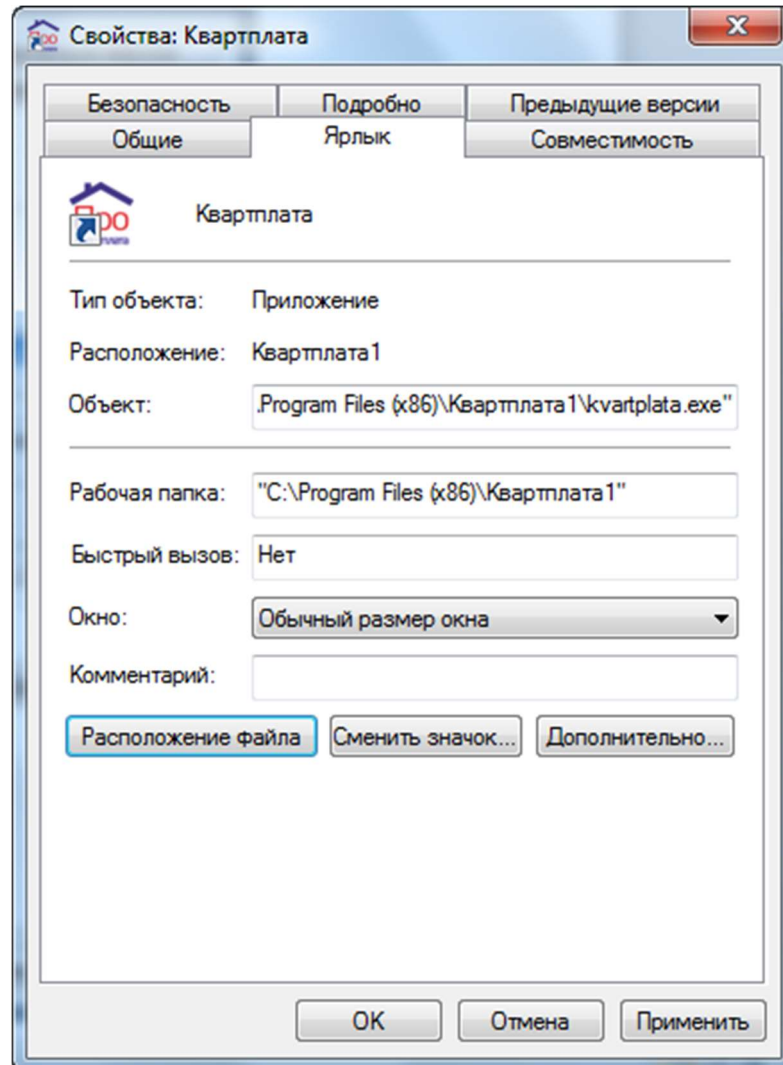 Свойства: Квартплата
Безопасность Подробно Предыдущие версии
Общие Ярлык Совместимость
Про
плата
Квартплата
Тип объекта: Приложение
Расположение: Квартплата1
Объект: .Program Files (x86)\Квартплата1\kvartplata.exe"
Рабочая папка: "C:\Program Files (x86)\Квартплата1"
Быстрый вызов: Нет
Окно: Обычный размер окна
Комментарий:
Расположение файла Сменить значок... Дополнительно...
OK Отмена Применить